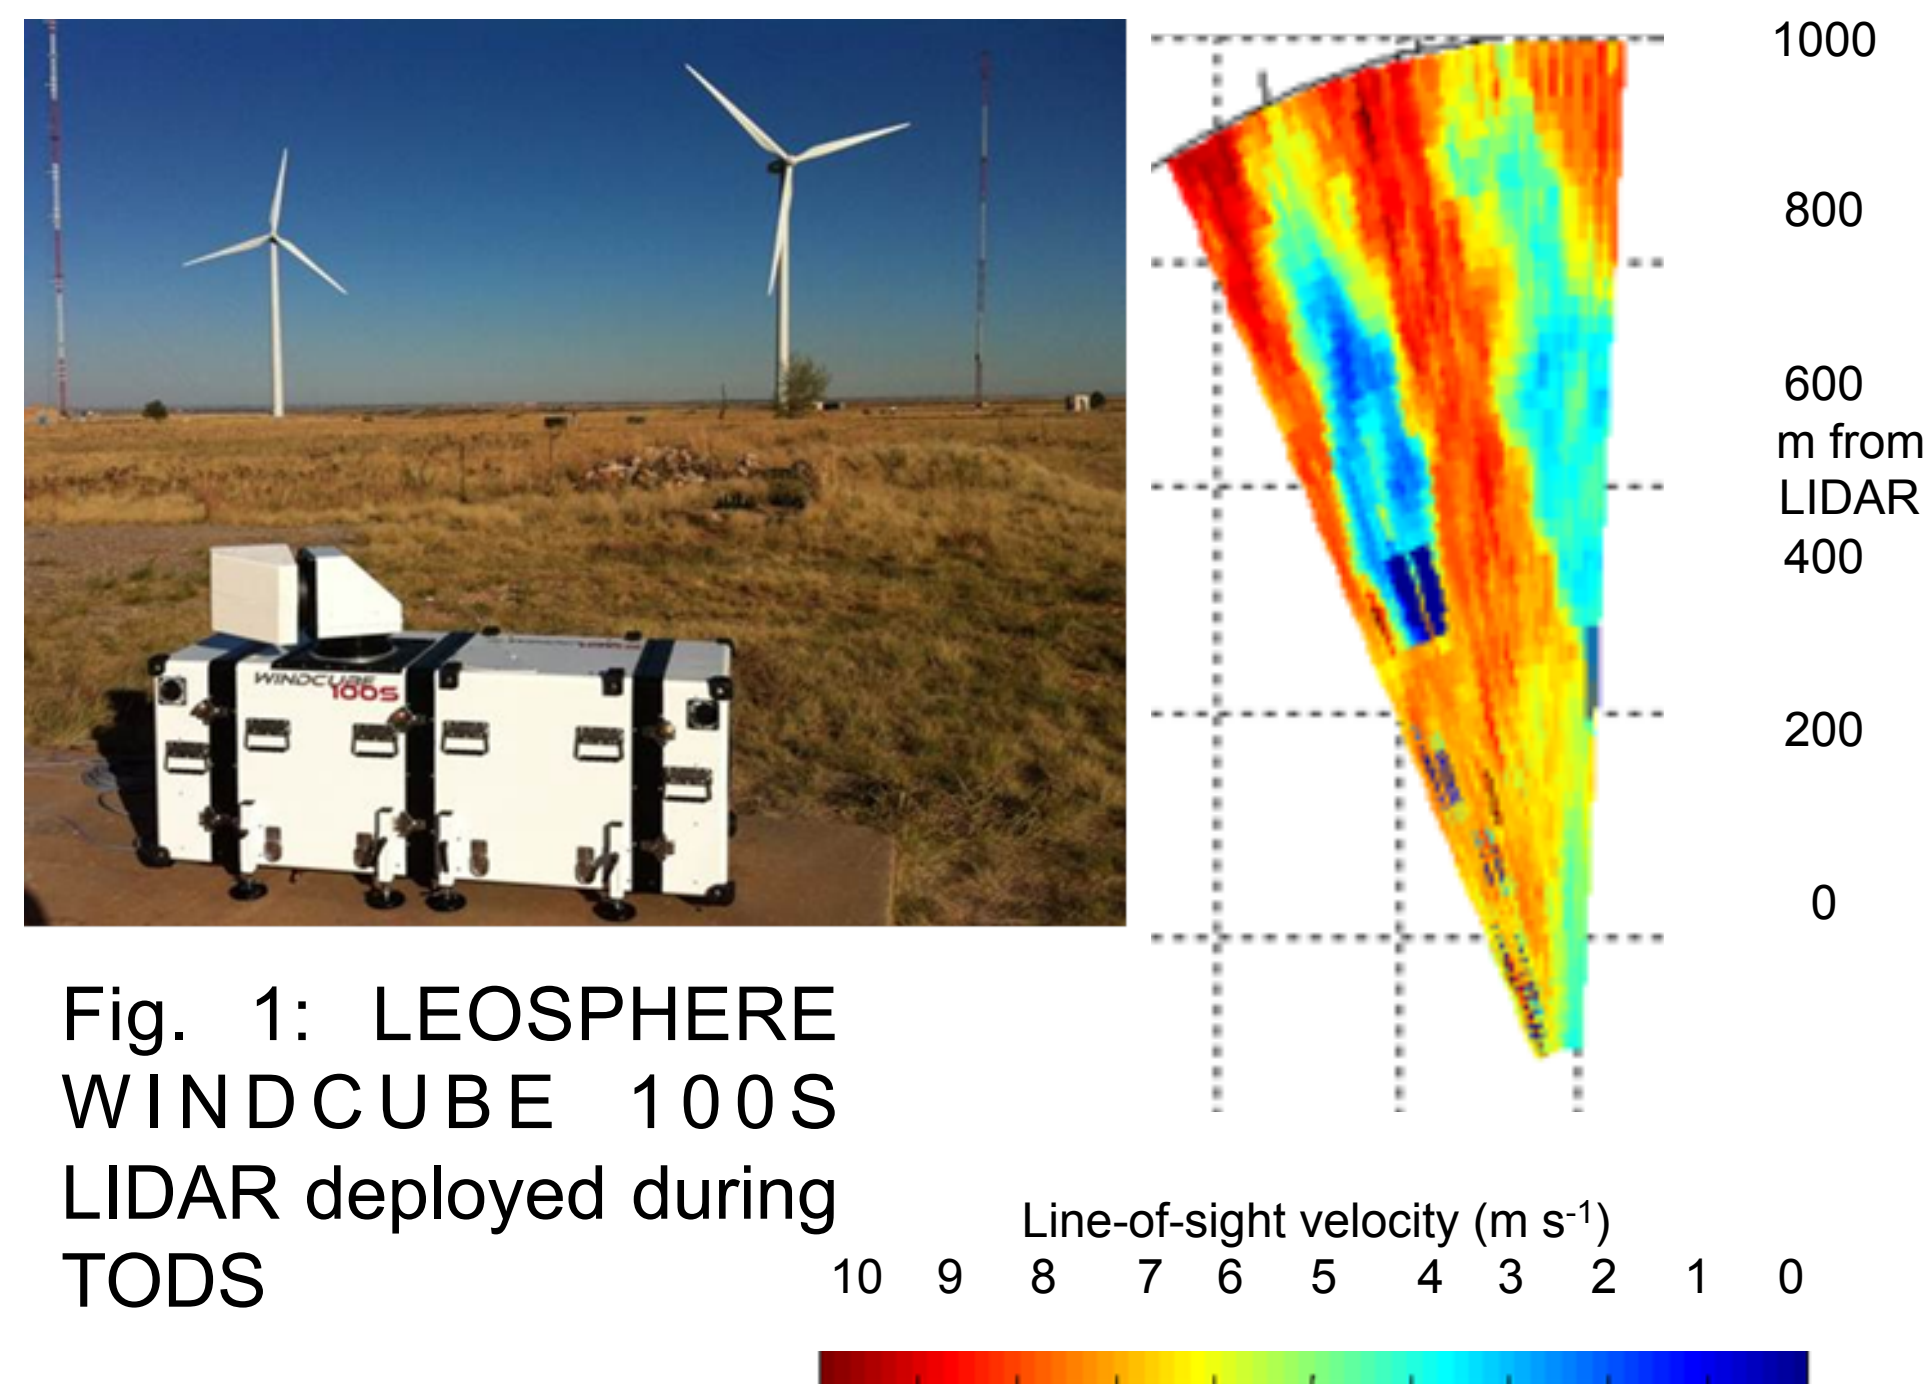 WINDCUBE
100S
1000
800
600
m from
LIDAR
400
200
0
Fig. 1: LEOSPHERE
WINDCUBE 100S
LIDAR deployed during
TODS
Line-of-sight velocity (m s-1)
10 9 8 7 6 5 4 3 2 1 0